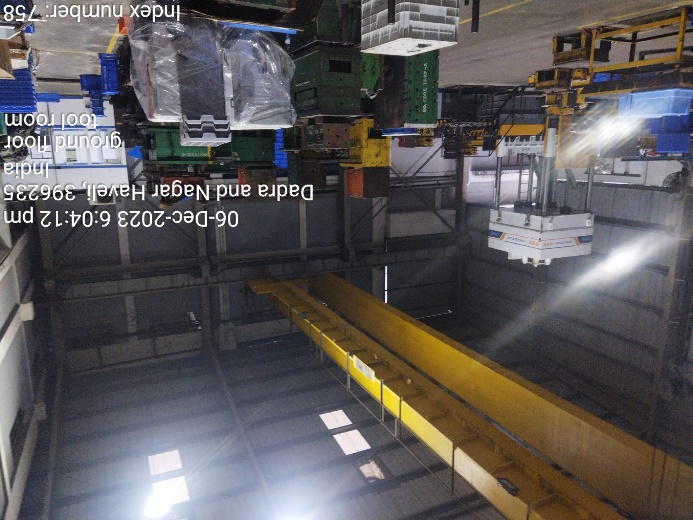 06-Dec-2023 6:04:12 pm
Dadra and Nagar Haveli, 396235
India
ground floor
tool room
Index number: 758